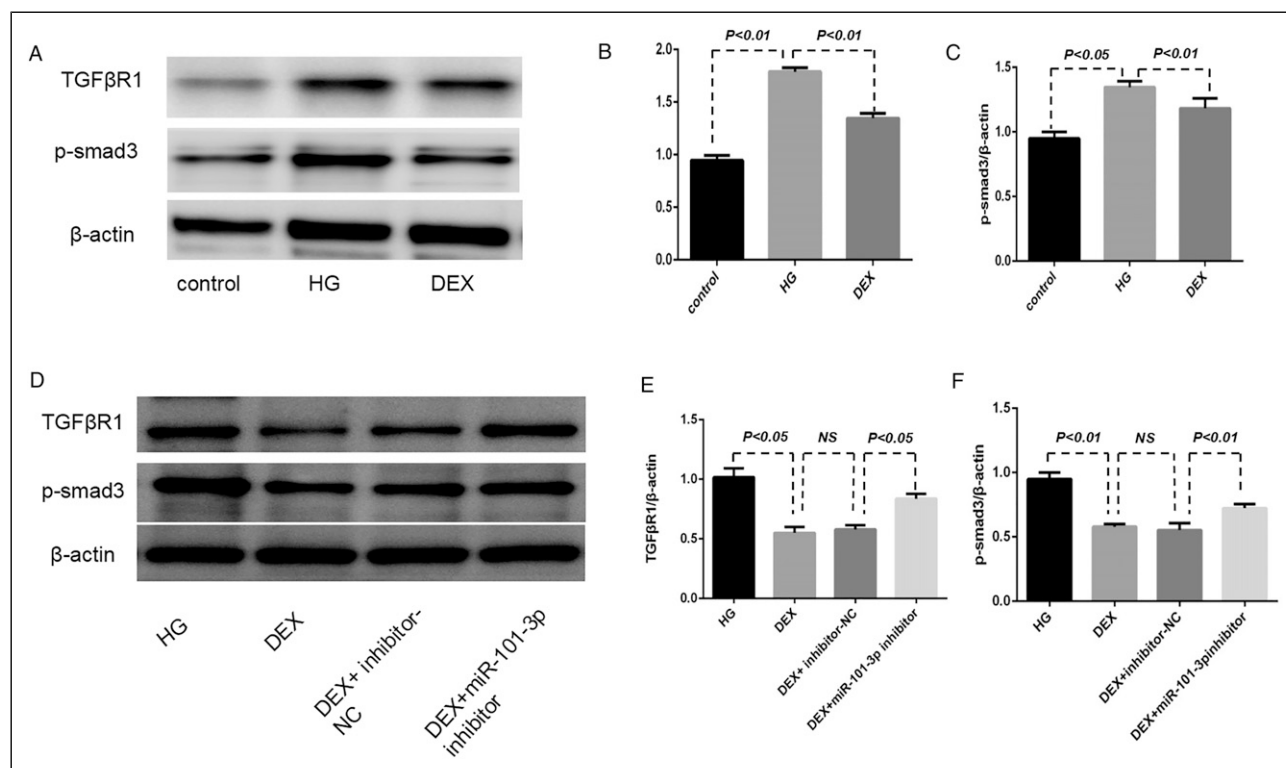 A
TGFβR1
p-smad3
β-actin
control HG DEX
B
P<0.01 P<0.01
2.0
1.5
1.0
0.5
0.0
control HG DEX
C
P<0.05 P<0.01
p-smad3/β-actin
1.5
1.0
0.5
0.0
control HG DEX
D
TGFβR1
p-smad3
β-actin
HG
DEX
DEX+ inhibitor-
NC
DEX+miR-101-3p
inhibitor
E
P<0.05 NS P<0.05
TGFβR1/β-actin
1.5
1.0
0.5
0.0
HG
DEX
DEX+ inhibitor-NC
DEX+miR-101-3p inhibitor
F
P<0.01 NS P<0.01
p-smad3/β-actin
1.5
1.0
0.5
0.0
HG
DEX
DEX+inhibitor-NC
DEX+miR-101-3pinhibitor